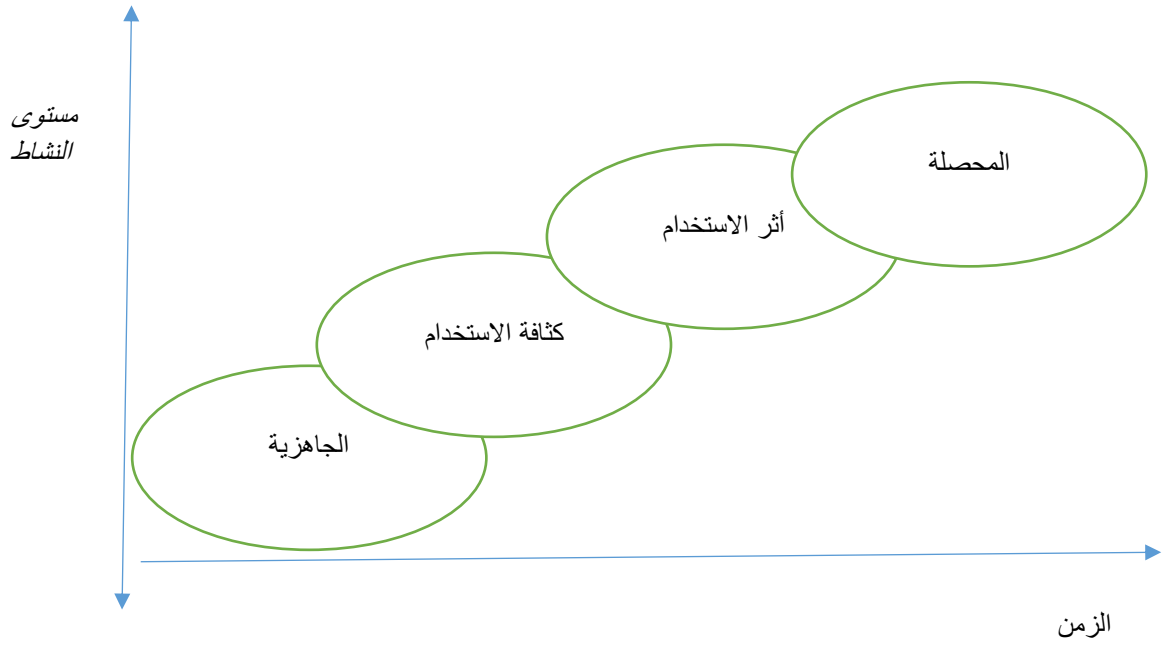 مستوى
النشاط
المحصلة
أثر الاستخدام
كثافة الاستخدام
الجاهزية
الزمن